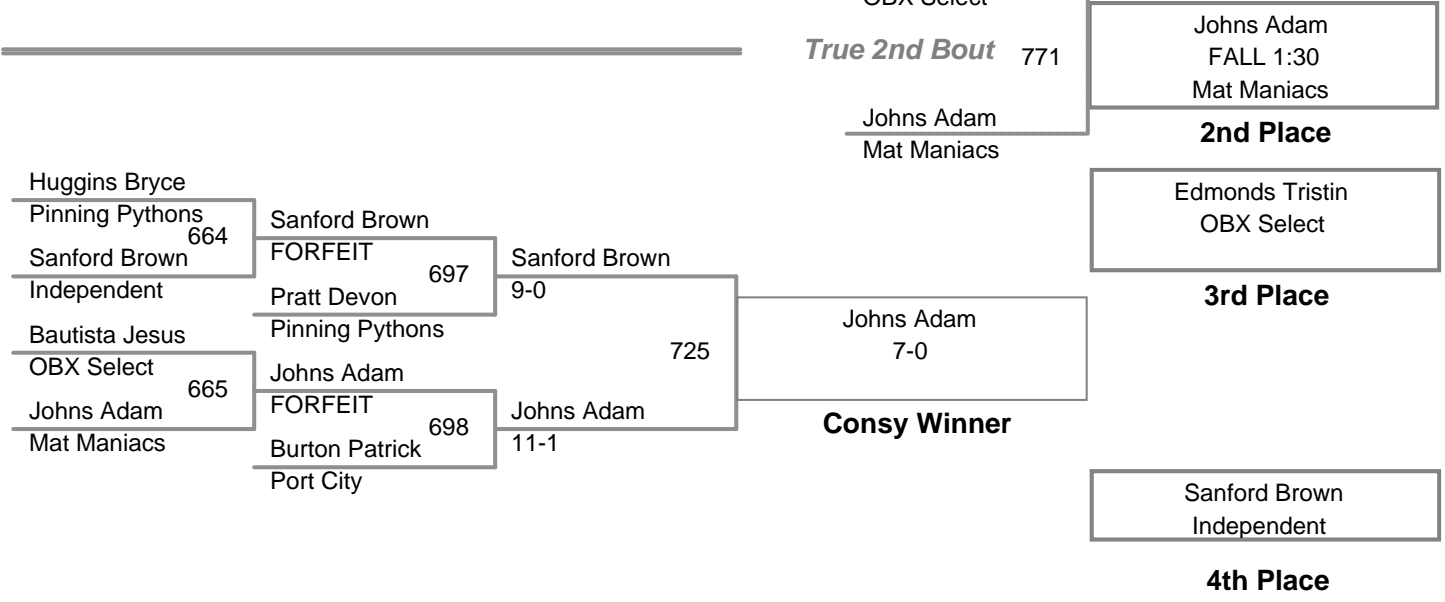 OBX Select
True 2nd Bout 771
Johns Adam
FALL 1:30
Mat Maniacs
2nd Place
Johns Adam
Mat Maniacs
Huggins Bryce
Pinning Pythons
664
Sanford Brown
Independent
Bautista Jesus
OBX Select
665
Johns Adam
Mat Maniacs
Sanford Brown
FORFEIT
697
Pratt Devon
Pinning Pythons
Johns Adam
FORFEIT
698
Burton Patrick
Port City
Sanford Brown
9-0
725
Johns Adam
11-1
Johns Adam
7-0
Consy Winner
Edmonds Tristin
OBX Select
3rd Place
Sanford Brown
Independent
4th Place